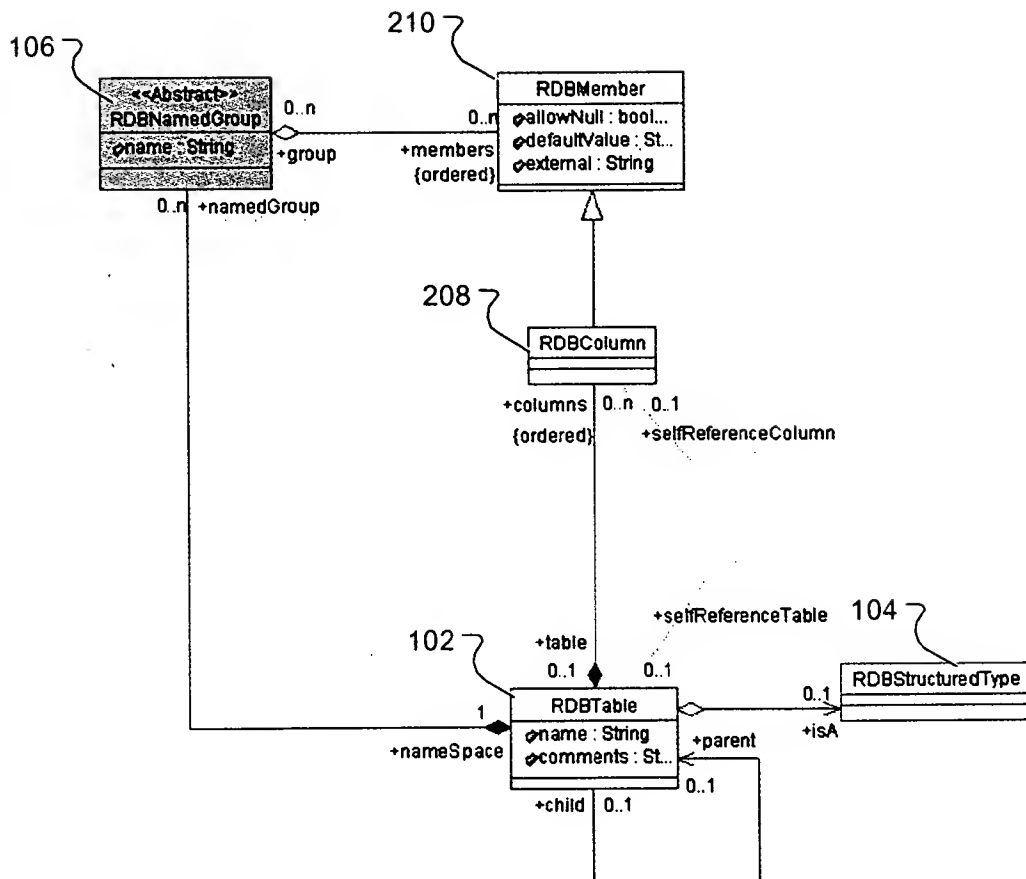 106
210
<<Abstract>>
RDBNamedGroup
name : String
0..n
+group
0..n
+members
{ordered}
RDBMember
allowNull : bool...
defaultValue : St...
external : String
0..n +namedGroup
208
RDBColumn
+columns
{ordered}
0..n
0..1
+selfReferenceColumn
+selfReferenceTable
102
104
+table
0..1
0..1
RDBStructuredType
1
+nameSpace
RDBTable
name : String
comments : St...
0..1
+isA
+parent
0..1
+child
0..1